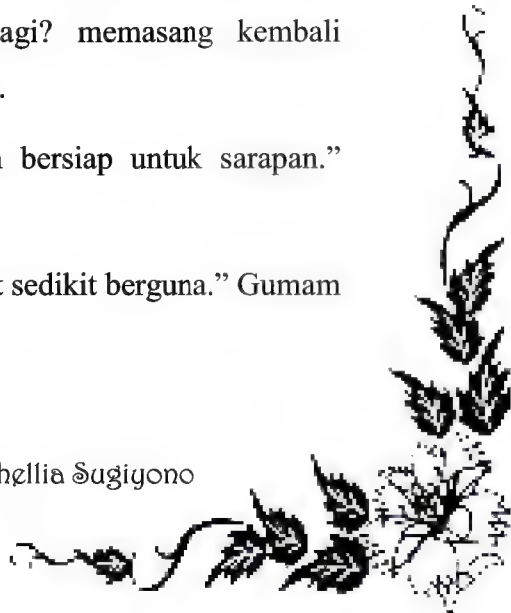 agi? memasang kembali
.
bersiap untuk sarapan.”
sedikit berguna.” Gumam
hellia Sugiyono